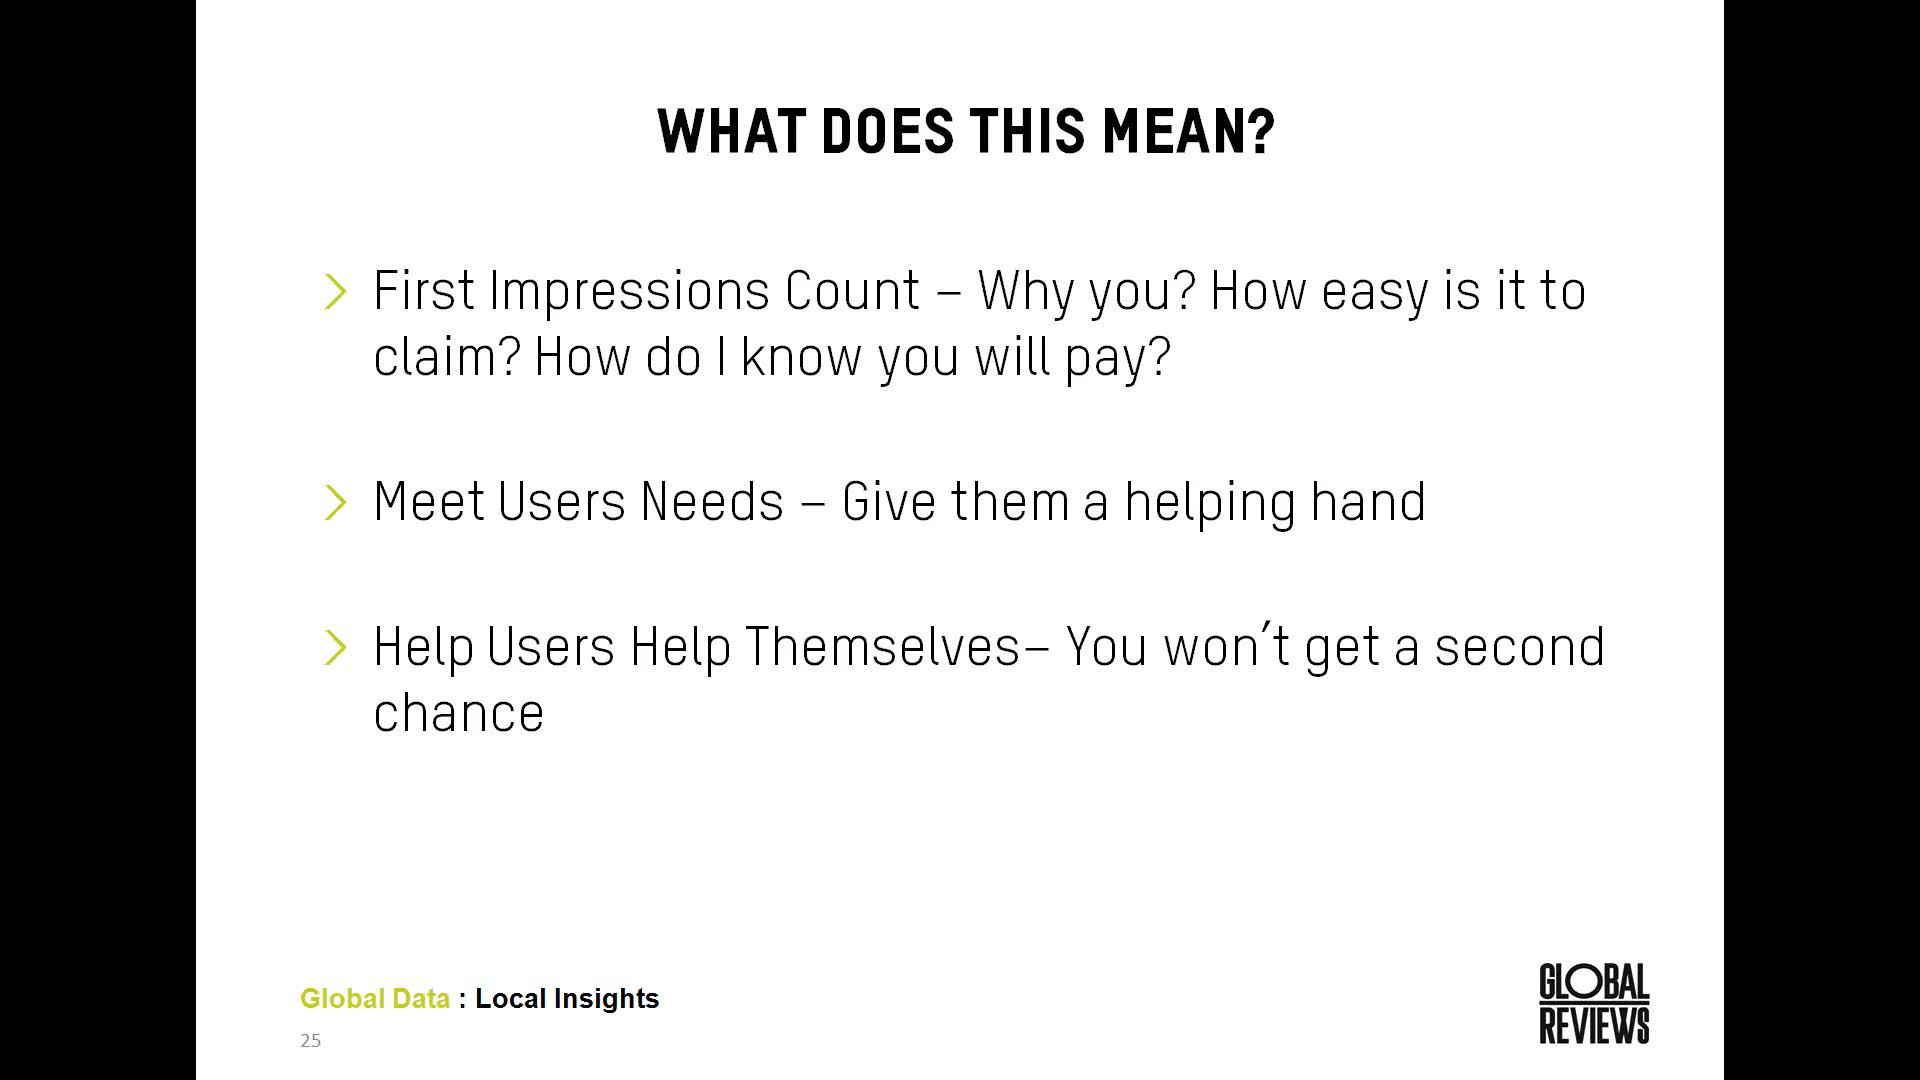 WHAT DOES THIS MEAN?
First Impressions Count – Why you? How easy is it to
claim? How do I know you will pay?
Meet Users Needs – Give them a helping hand
Help Users Help Themselves– You won't get a second
chance
Global Data : Local Insights
25
GLOBAL
REVIEWS